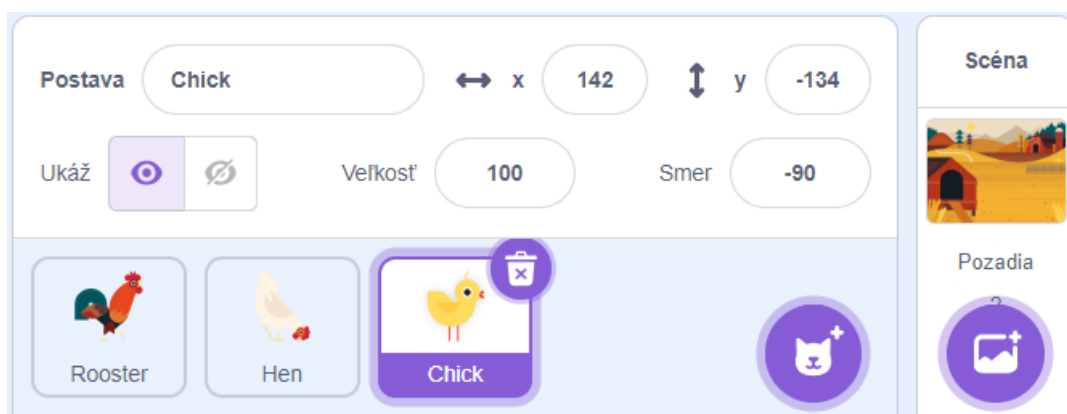 Postava Chick x 142 y -134
Ukáž Veľkosť 100 Smer -90
Rooster Hen Chick
Scéna
Pozadia